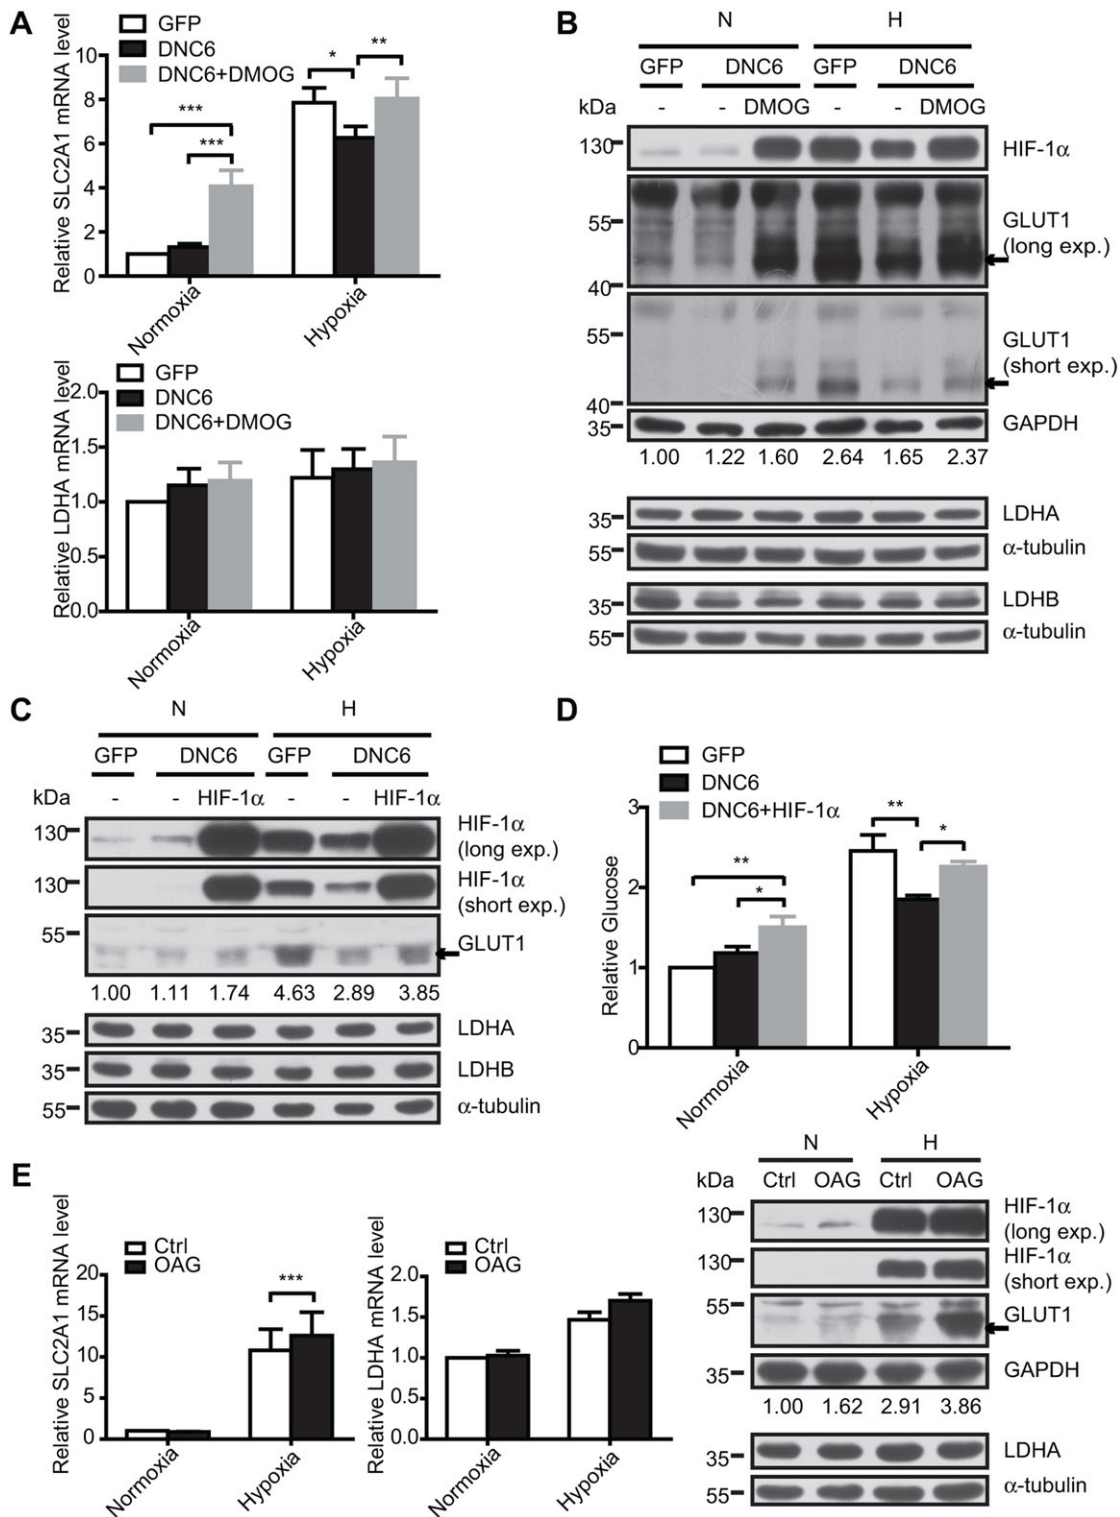 A
GFP
DNC6
DNC6+DMOG
Relative SLC2A1 mRNA level
10
8
6
4
2
0
***
***
*
**
Normoxia
Hypoxia
GFP
DNC6
DNC6+DMOG
Relative LDHA mRNA level
2.0
1.5
1.0
0.5
0.0
Normoxia
Hypoxia
B
N H
GFP DNC6 GFP DNC6
kDa - - DMOG - - DMOG
130 HIF-1α
55 GLUT1
(long exp.)
40
55 GLUT1
(short exp.)
40
35 GAPDH
1.00 1.22 1.60 2.64 1.65 2.37
35 LDHA
55 α-tubulin
35 LDHB
55 α-tubulin
C
N H
GFP DNC6 GFP DNC6
kDa - - HIF-1α - - HIF-1α
130 HIF-1α
(long exp.)
130 HIF-1α
(short exp.)
55 GLUT1
1.00 1.11 1.74 4.63 2.89 3.85
35 LDHA
35 LDHB
55 α-tubulin
D
GFP
DNC6
DNC6+HIF-1α
Relative Glucose
3
2
1
0
**
*
**
*
Normoxia
Hypoxia
E
Ctrl
OAG
Relative SLC2A1 mRNA level
20
15
10
5
0
***
Normoxia
Hypoxia
Ctrl
OAG
Relative LDHA mRNA level
2.0
1.5
1.0
0.5
0.0
Normoxia
Hypoxia
N H
kDa Ctrl OAG Ctrl OAG
130 HIF-1α
(long exp.)
130 HIF-1α
(short exp.)
55 GLUT1
35 GAPDH
1.00 1.62 2.91 3.86
35 LDHA
55 α-tubulin